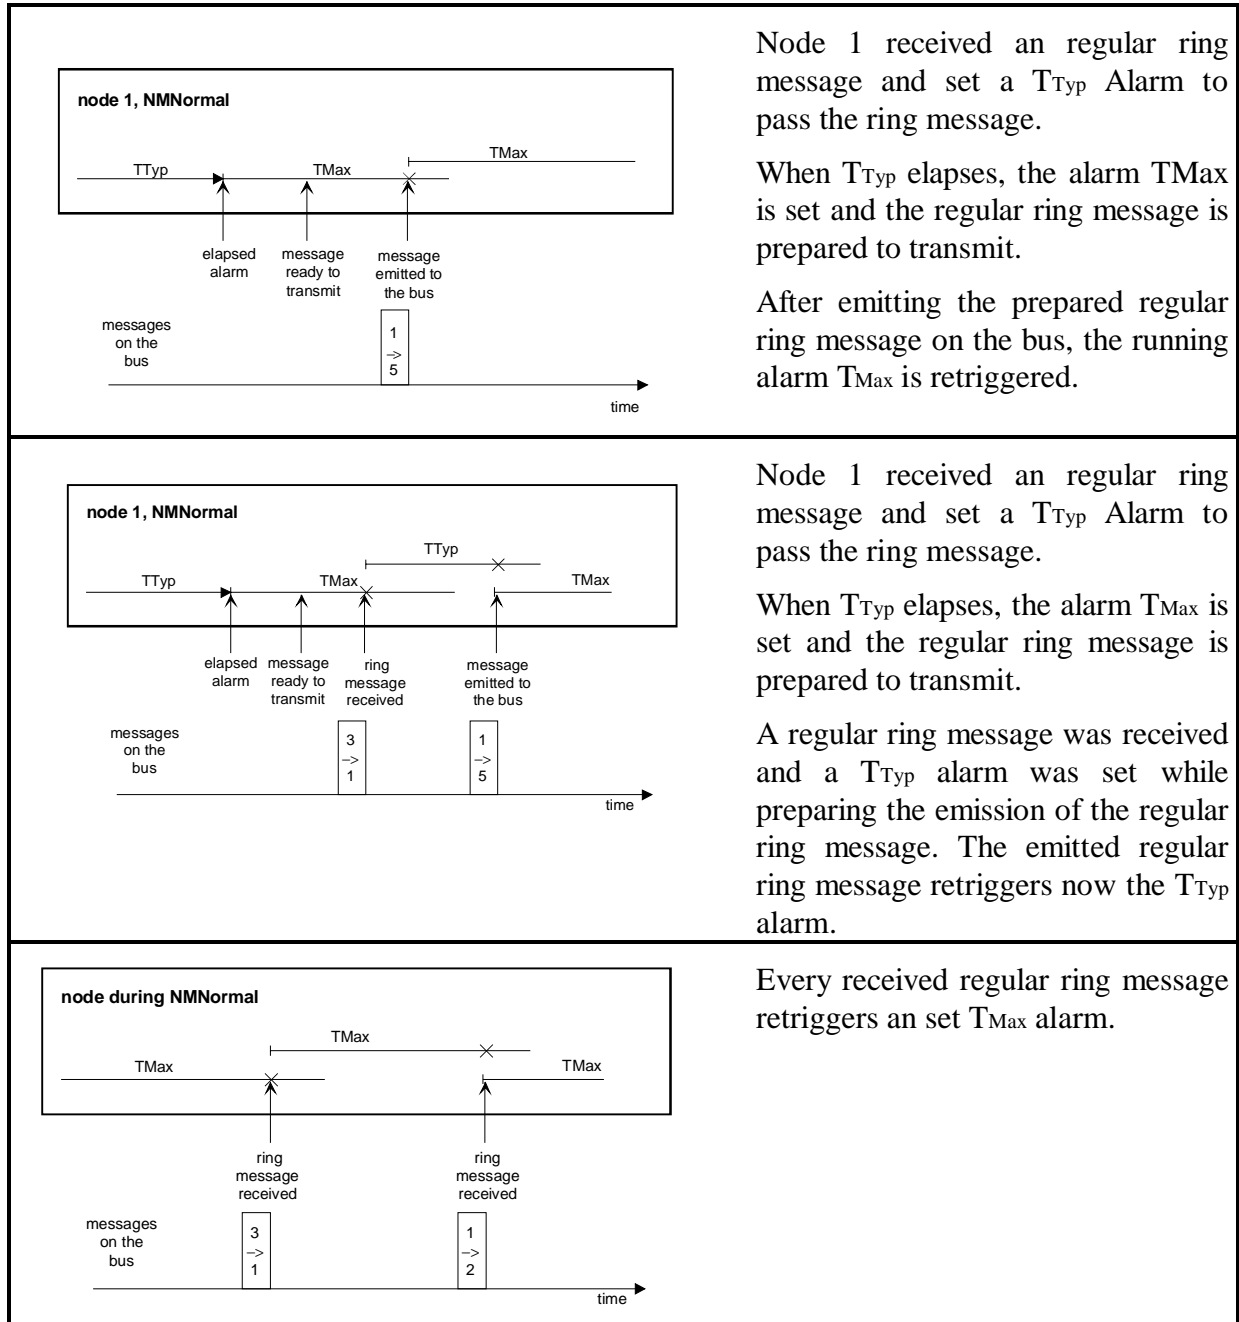 node 1, NMNormal
TTyp
TMax
TMax
elapsed
alarm
message
ready to
transmit
message
emitted to
the bus
messages
on the
bus
1
->
5
time
Node 1 received an regular ring
message and set a TTyp Alarm to
pass the ring message.
When TTyp elapses, the alarm TMax
is set and the regular ring message is
prepared to transmit.
After emitting the prepared regular
ring message on the bus, the running
alarm TMax is retriggered.
node 1, NMNormal
TTyp
TTyp
TMax
TMax
elapsed
alarm
message
ready to
transmit
ring
message
received
message
emitted to
the bus
messages
on the
bus
3
->
1
1
->
5
time
Node 1 received an regular ring
message and set a TTyp Alarm to
pass the ring message.
When TTyp elapses, the alarm TMax is
set and the regular ring message is
prepared to transmit.
A regular ring message was received
and a TTyp alarm was set while
preparing the emission of the regular
ring message. The emitted regular
ring message retriggers now the TTyp
alarm.
node during NMNormal
TMax
TMax
TMax
ring
message
received
ring
message
received
messages
on the
bus
3
->
1
1
->
2
time
Every received regular ring message
retriggers an set TMax alarm.